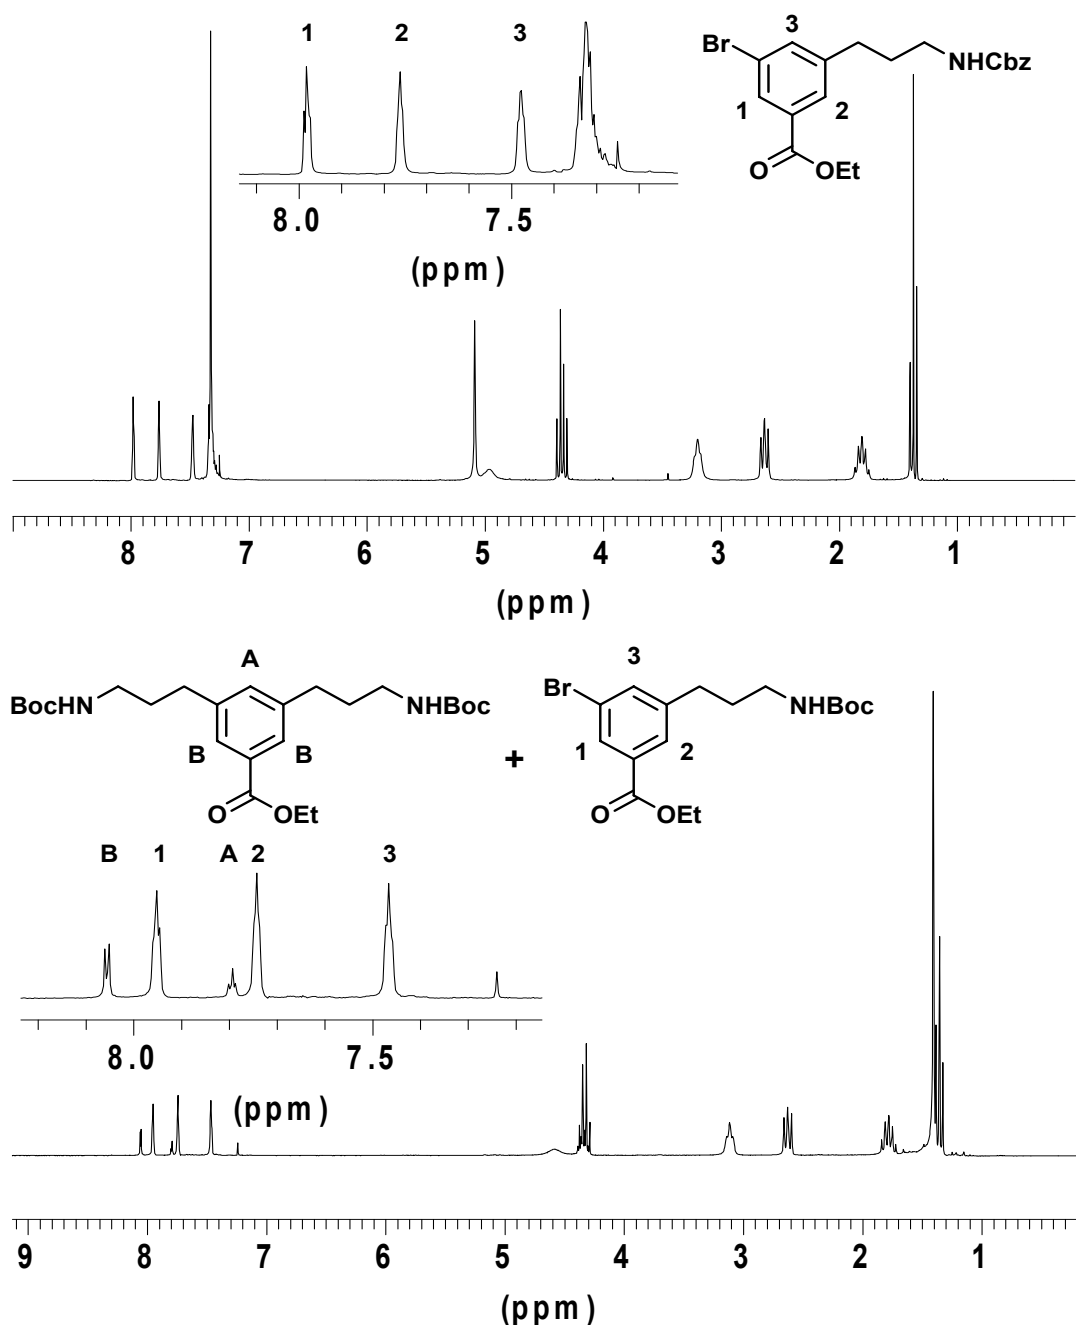 1 2 3
3
Br
NHCbz
1 2
O OEt
8.0 7.5
(ppm)
8 7 6 5 4 3 2 1
(ppm)
A
BocHN NHBoc
B B
O OEt
+
3
Br
NHBoc
1 2
O OEt
B 1 A 2 3
8.0 7.5
(ppm)
9 8 7 6 5 4 3 2 1
(ppm)